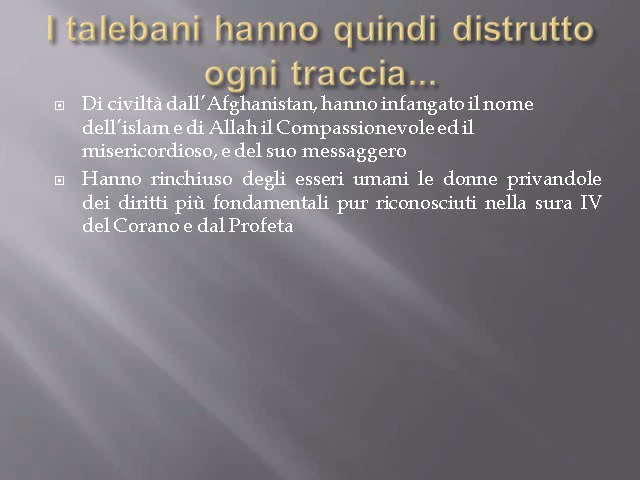 I talebani hanno quindi distrutto
ogni traccia...
Di civiltà dall'Afghanistan, hanno infangato il nome
dell'islam e di Allah il Compassionevole ed il
misericordioso, e del suo messaggero
Hanno rinchiuso degli esseri umani le donne privandole
dei diritti più fondamentali pur riconosciuti nella sura IV
del Corano e dal Profeta